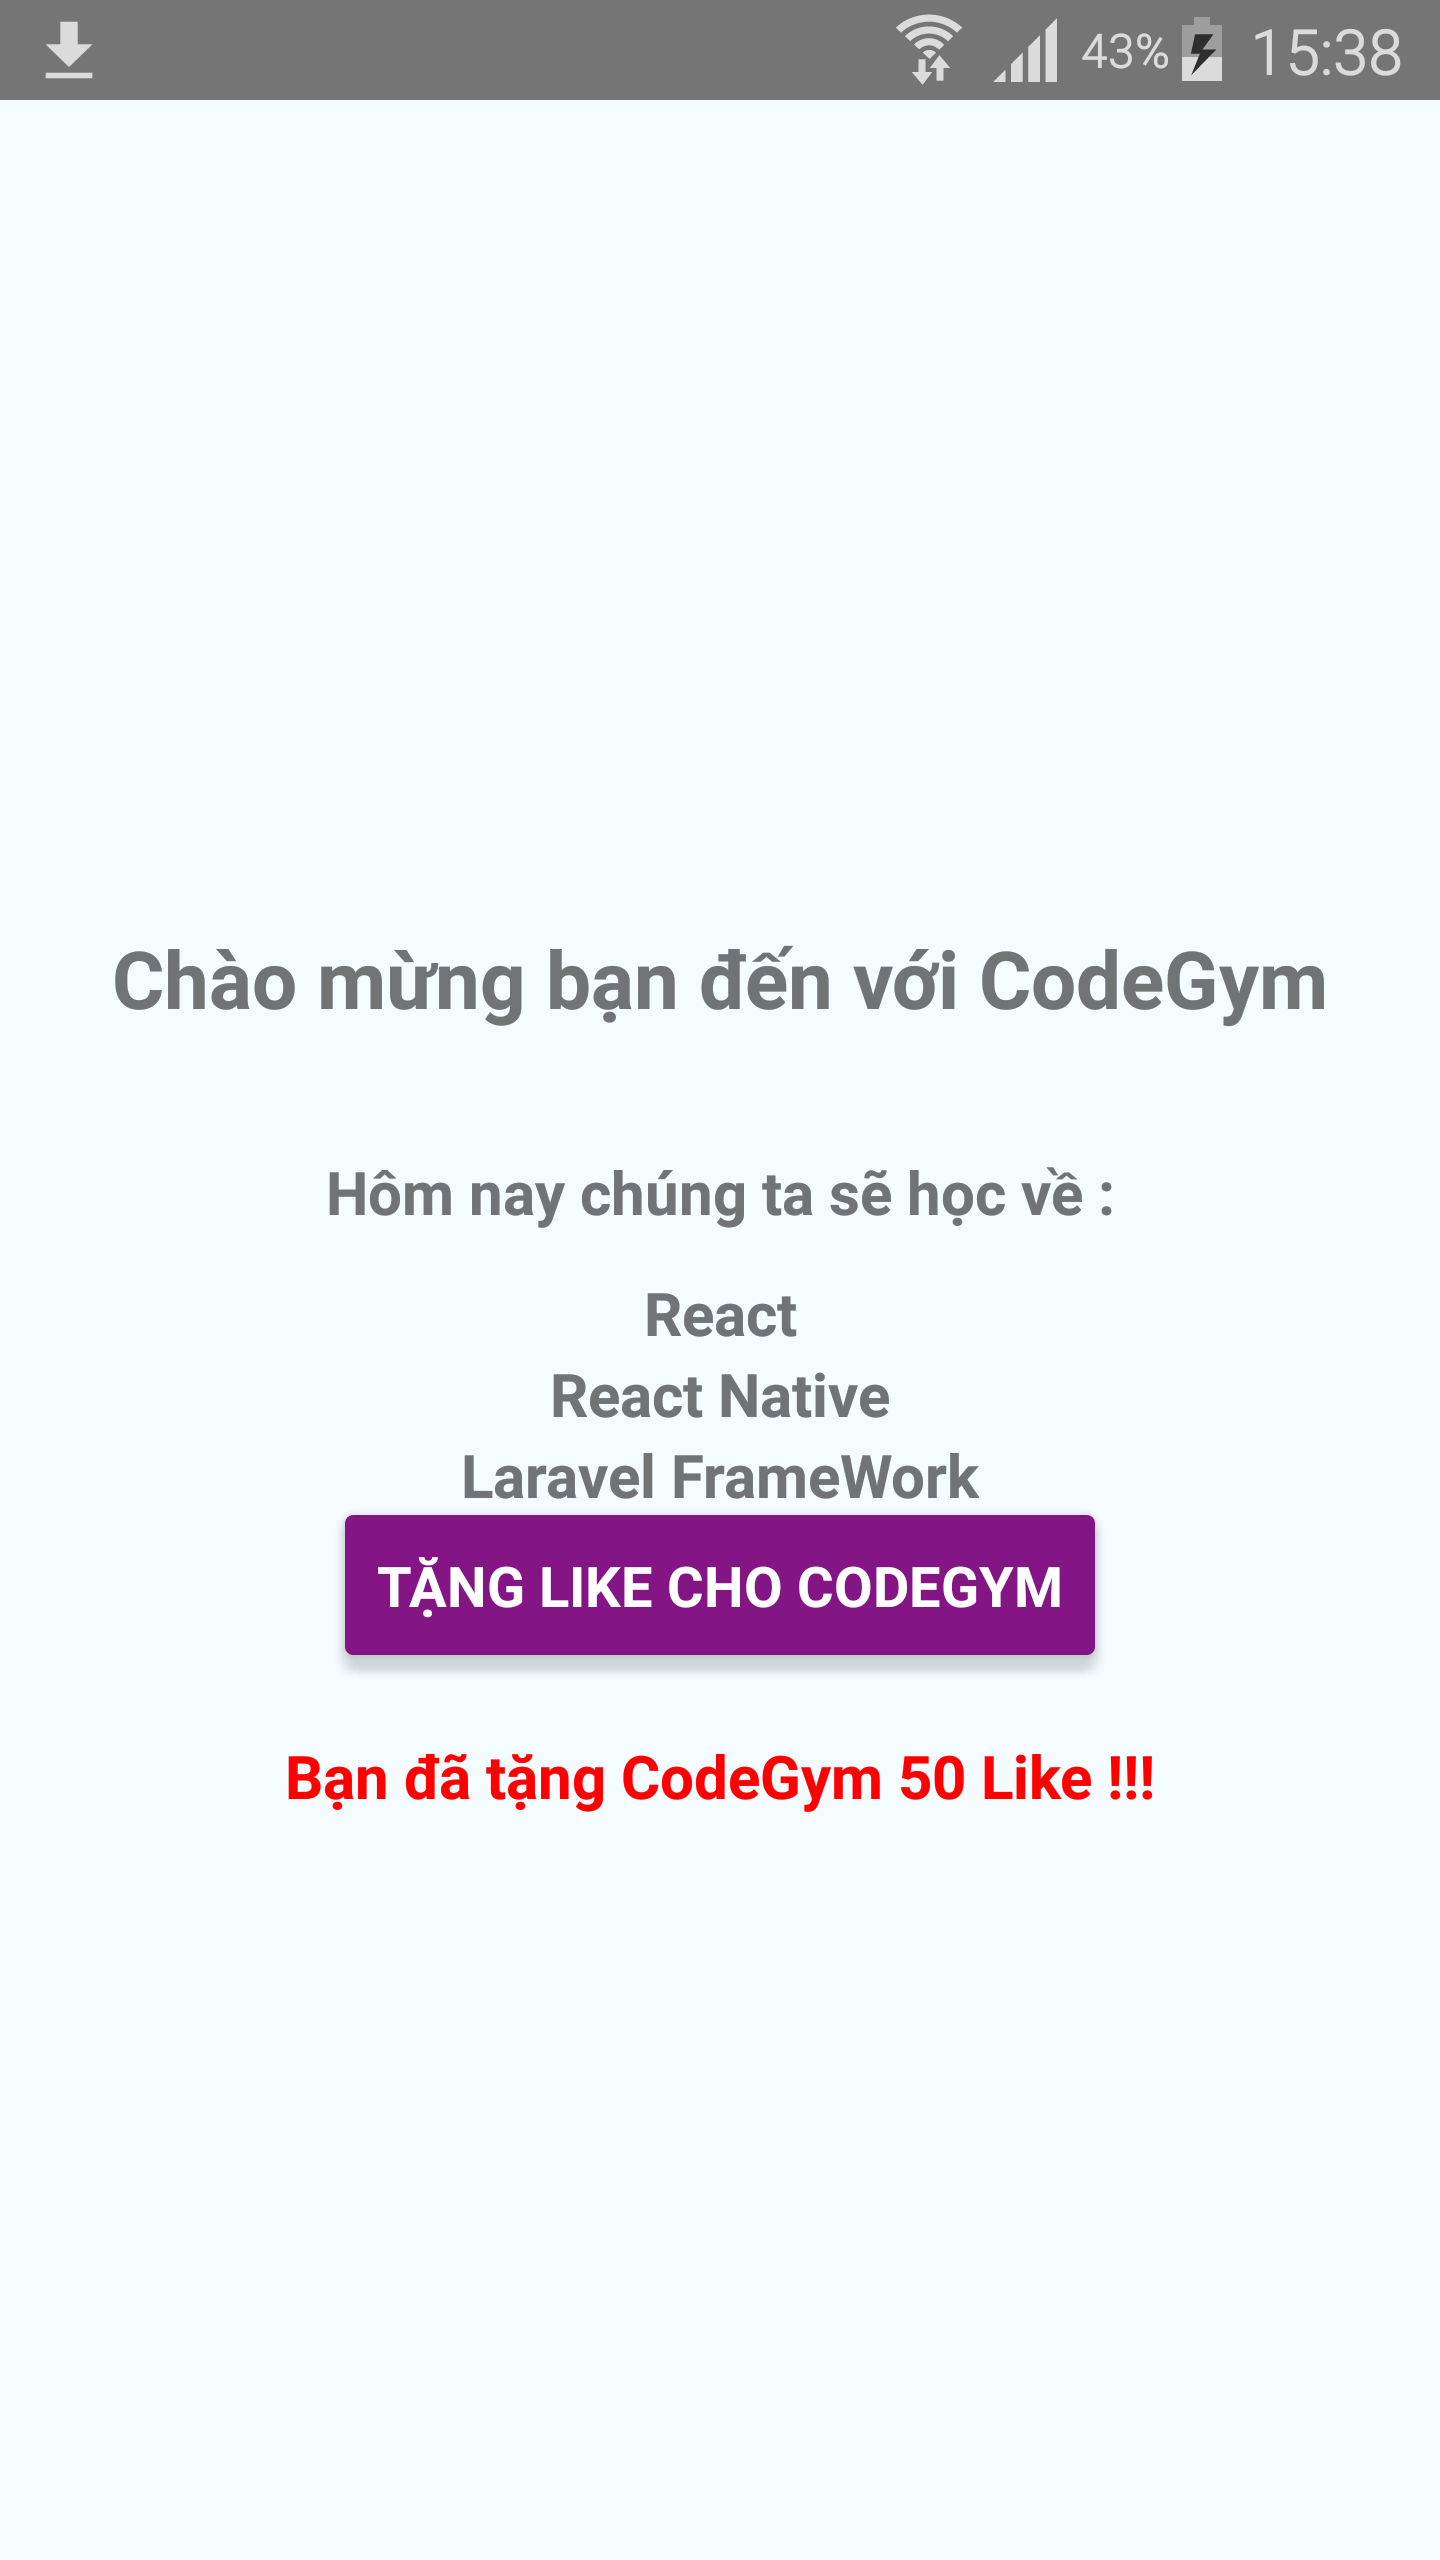 43% 15:38
Chào mừng bạn đến với CodeGym
Hôm nay chúng ta sẽ học về :
React
React Native
Laravel FrameWork
TẶNG LIKE CHO CODEGYM
Bạn đã tặng CodeGym 50 Like !!!